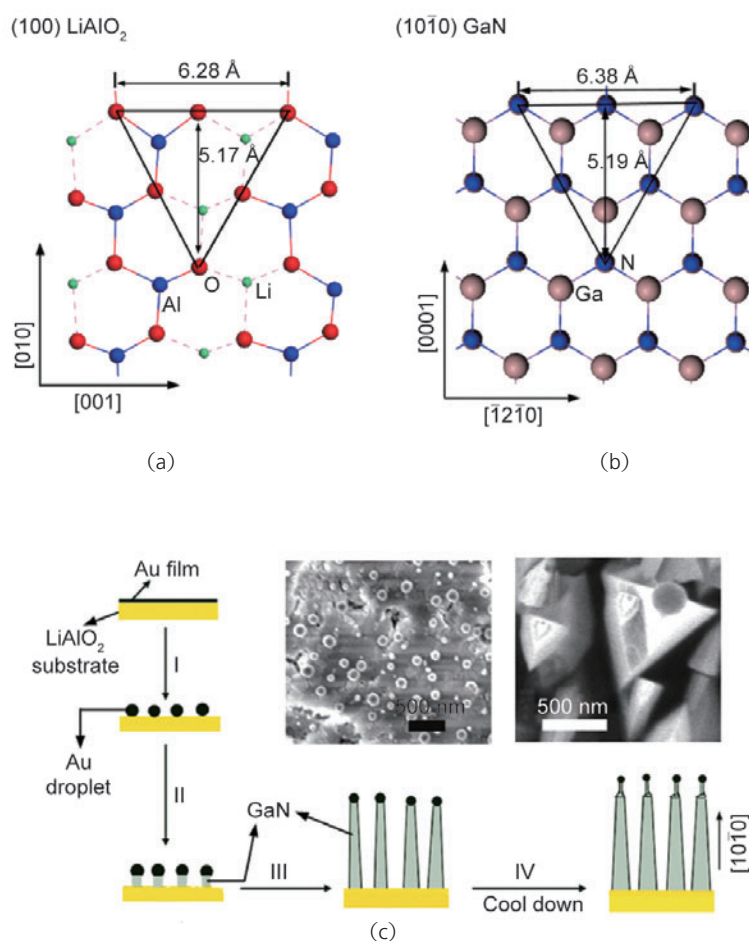 (100) LiAlO₂
(101̄0) GaN
6.28 Å
6.38 Å
5.17 Å
5.19 Å
O
N
Al
Li
Ga
[010]
[0001]
[001]
[1̄21̄0]
(a)
(b)
Au film
LiAlO₂
substrate
I
500 nm
500 nm
Au
droplet
II
GaN
III
IV
Cool down
[101̄0]
(c)